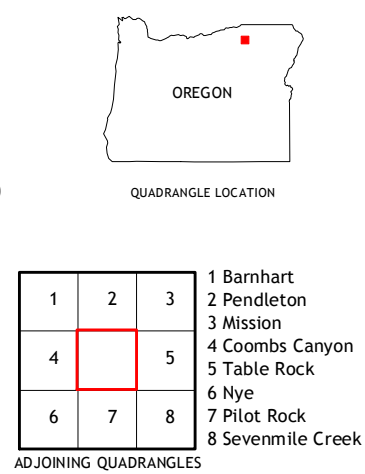 OREGON
QUADRANGLE LOCATION
1 2 3
4 5
6 7 8
1 Barnhart
2 Pendleton
3 Mission
4 Coombs Canyon
5 Table Rock
6 Nye
7 Pilot Rock
8 Sevenmile Creek
ADJOINING QUADRANGLES